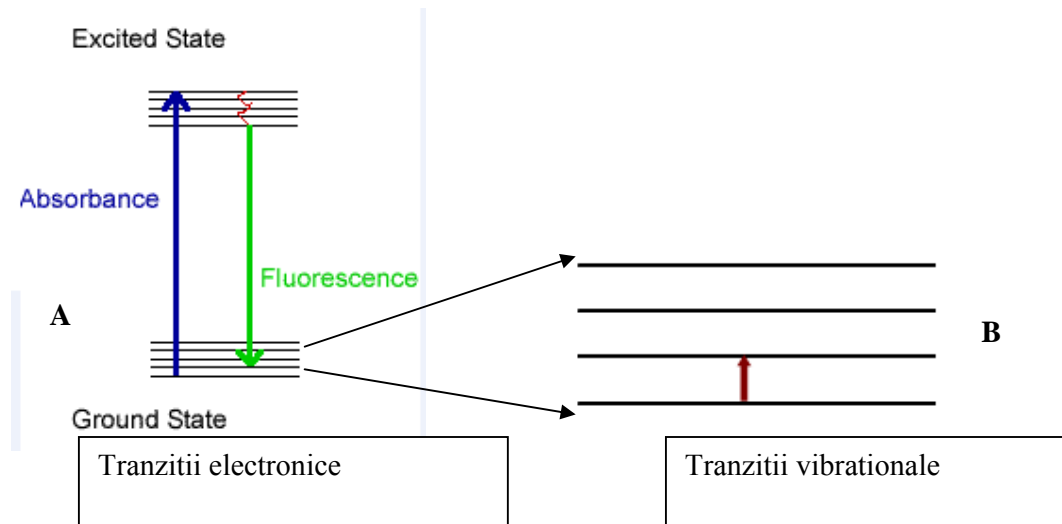 Excited State
Absorbance
Fluorescence
A
B
Ground State
Tranzitii electronice
Tranzitii vibrationale